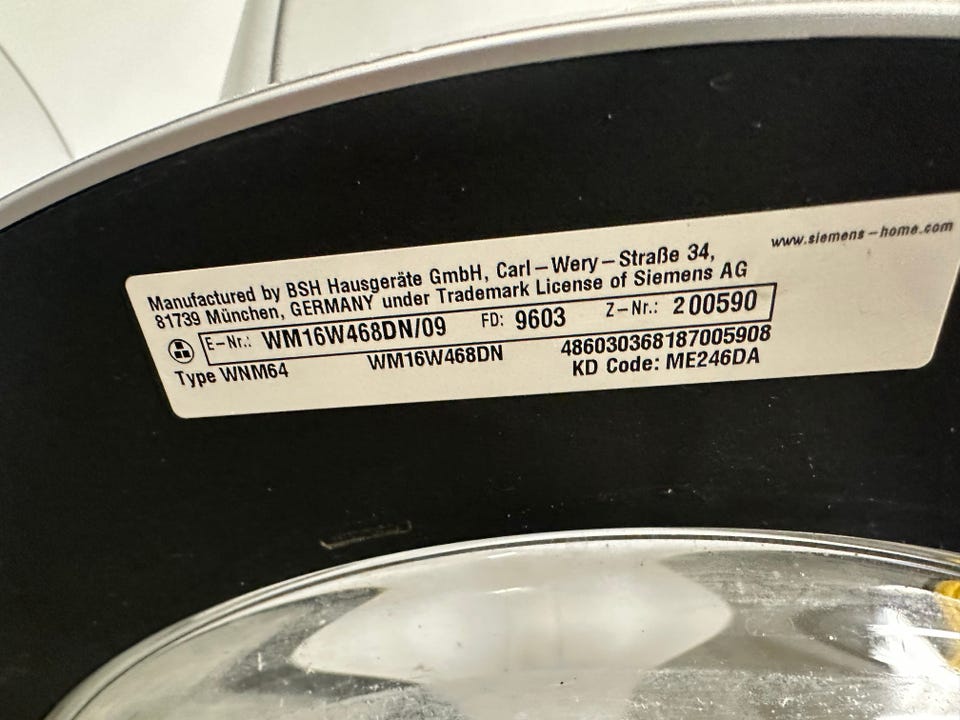 www.siemens-home.com
Manufactured by BSH Hausgeräte GmbH, Carl-Wery-Straße 34,
81739 München, GERMANY under Trademark License of Siemens AG
E-Nr.: WM16W468DN/09 FD: 9603 Z-Nr.: 200590
Type WNM64 WM16W468DN 486030368187005908
KD Code: ME246DA